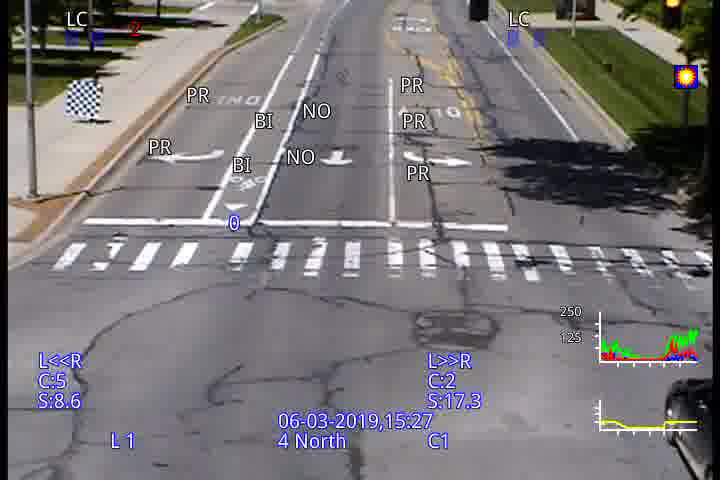 LC
LC
2
PR
PR
BI
NO
PR
PR
BI
NO
PR
0
250
125
L<<R
C:5
S:8.6
L>>R
C:2
S:17.3
06-03-2019,15:27
L 1
4 North
C1